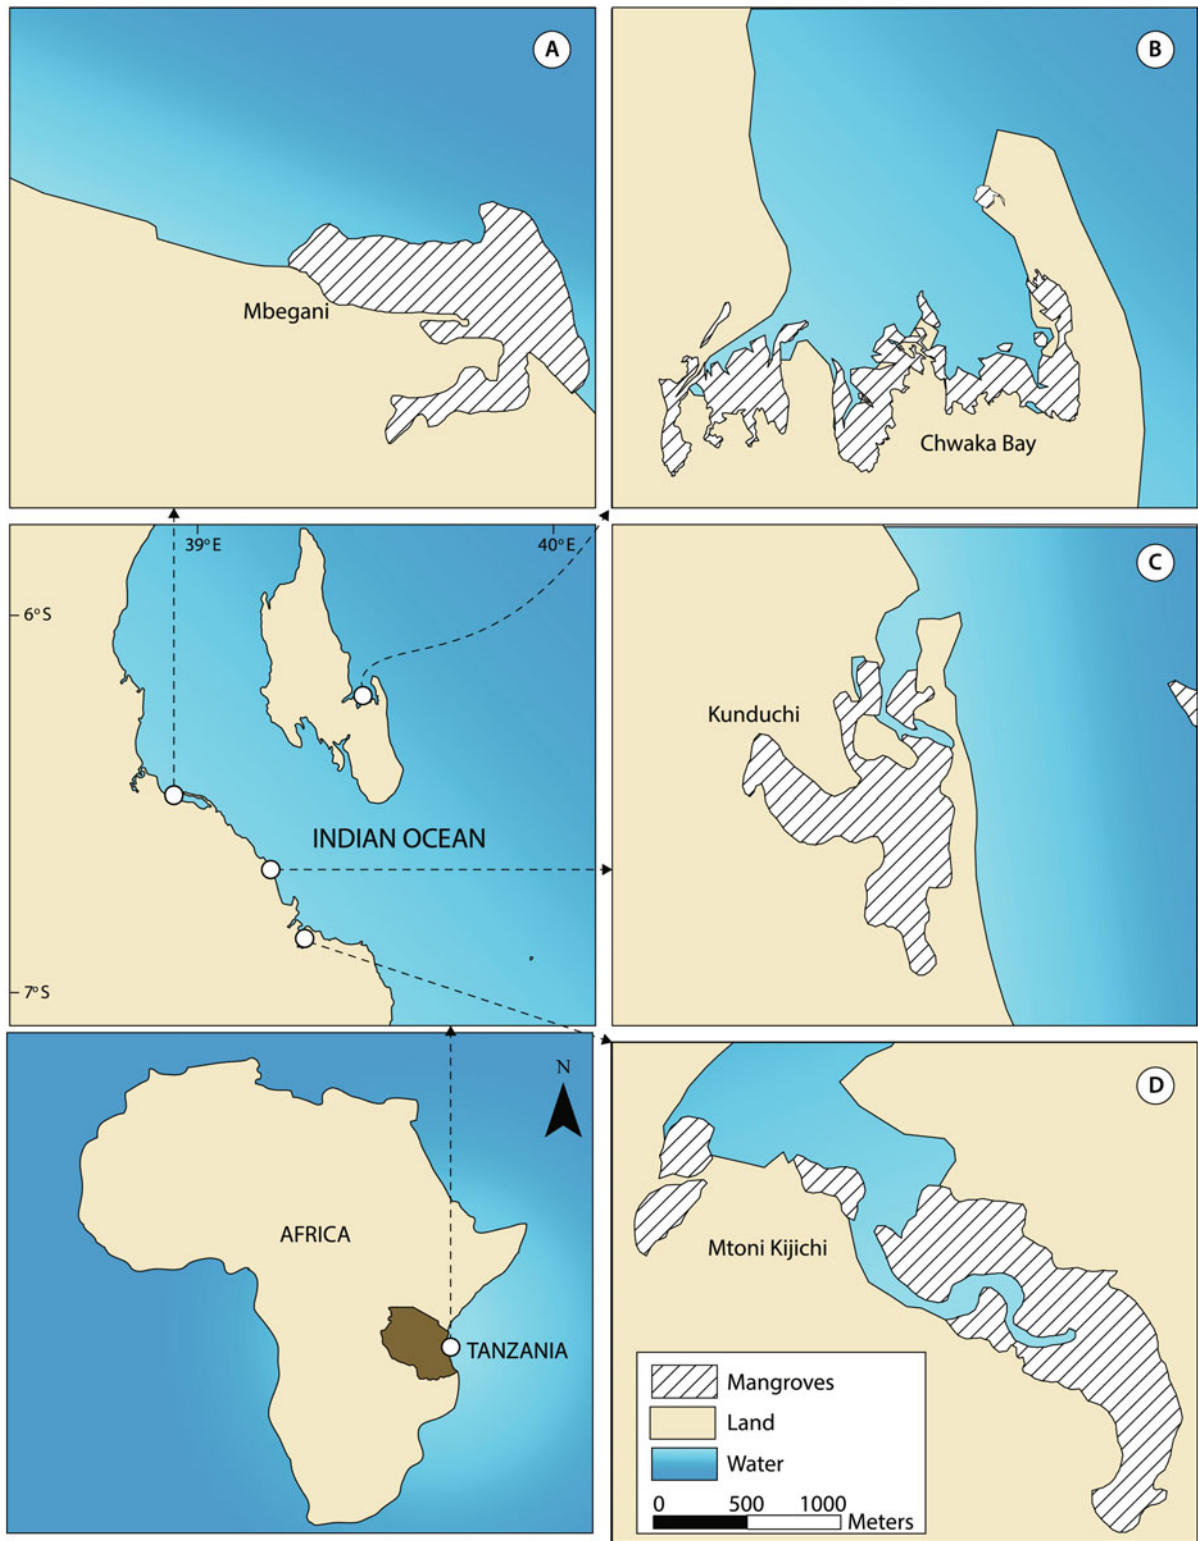 A
Mbegani
B
Chwaka Bay
39°E
40°E
6°S
INDIAN OCEAN
7°S
C
Kunduchi
N
AFRICA
TANZANIA
D
Mtoni Kijichi
Mangroves
Land
Water
0 500 1000
Meters